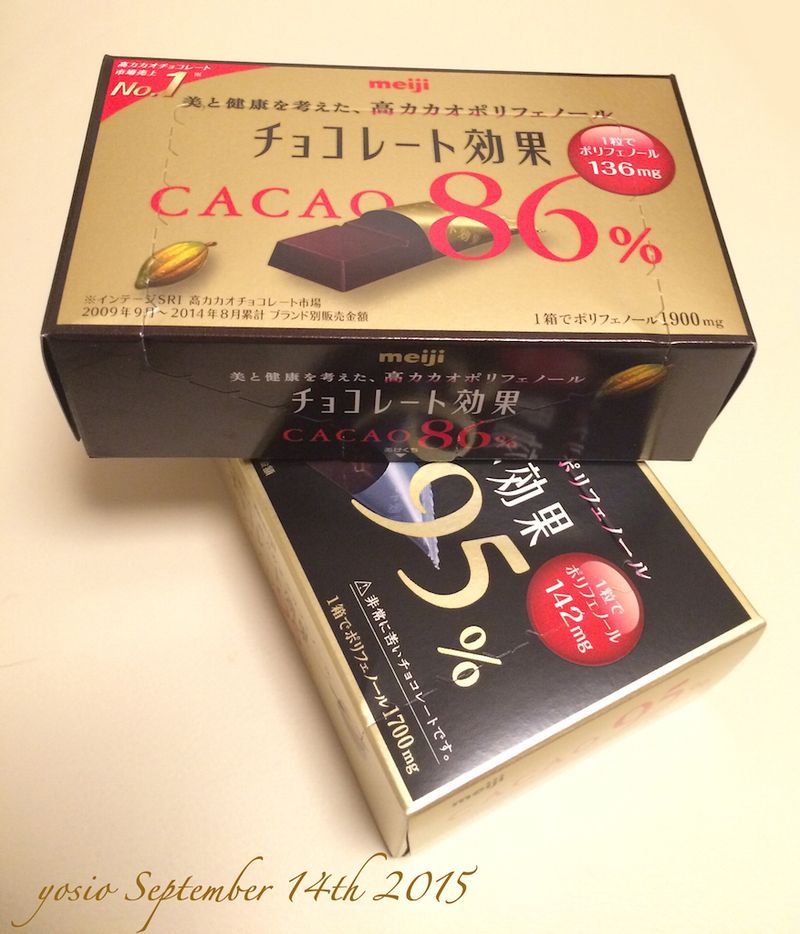 高カカオチョコレート
市場売上
No.1※
meiji
美と健康を考えた、高カカオポリフェノール
チョコレート効果
1粒で
ポリフェノール
136mg
CACAO 86%
※インテージSRI 高カカオチョコレート市場
2009年9月〜2014年8月累計 ブランド別販売金額
1箱でポリフェノール1900mg
meiji
美と健康を考えた、高カカオポリフェノール
チョコレート効果
CACAO 86%
あけくち
ポリフェノール
効果
95%
1粒で
ポリフェノール
142mg
⚠非常に苦いチョコレートです。
1箱でポリフェノール1700mg
金額
meiji
CACAO 95%
yosio September 14th 2015